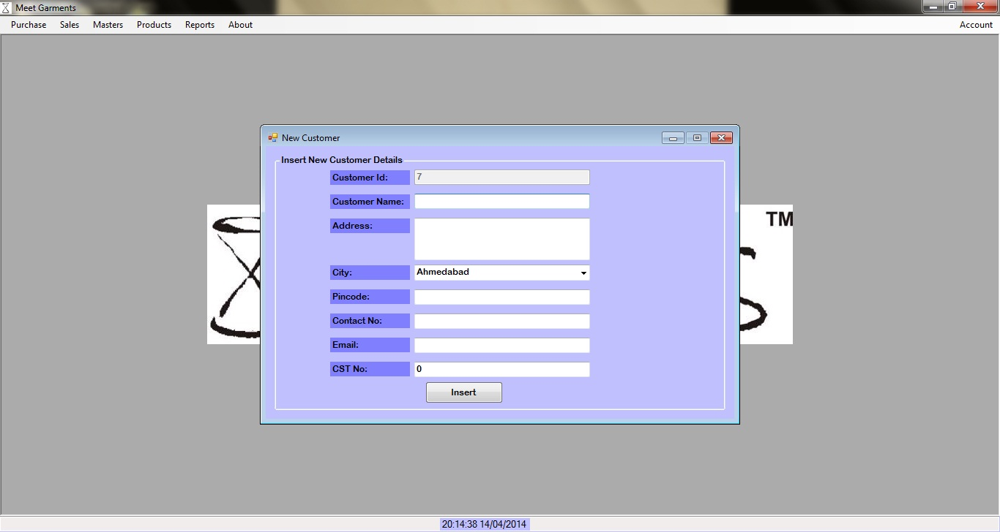 Meet Garments
Purchase Sales Masters Products Reports About Account
New Customer
Insert New Customer Details
Customer Id: 7
Customer Name:
Address:
City: Ahmedabad
Pincode:
Contact No:
Email:
CST No: 0
Insert
TM
20:14:38 14/04/2014